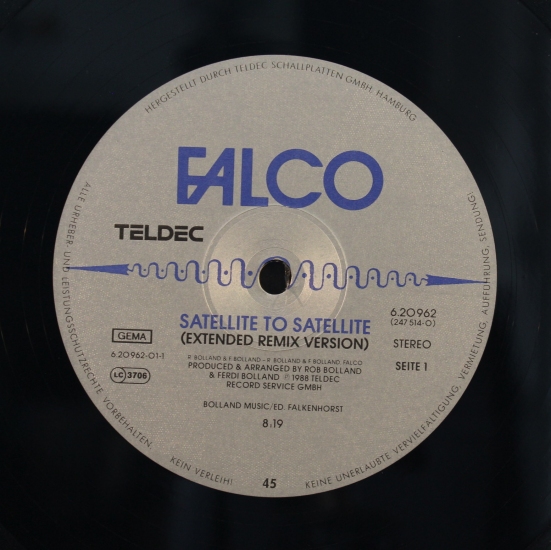 HERGESTELLT DURCH TELDEC SCHALLPLATTEN GMBH, HAMBURG
FALCO
TELDEC
SATELLITE TO SATELLITE
(EXTENDED REMIX VERSION)
6.20962
(247 514-0)
STEREO
SEITE 1
GEMA
6.20962-01-1
LC 3706
R. BOLLAND & F. BOLLAND – R. BOLLAND & F. BOLLAND, FALCO
PRODUCED & ARRANGED BY ROB BOLLAND
& FERDI BOLLAND ℗ 1988 TELDEC
RECORD SERVICE GMBH
BOLLAND MUSIC/ED. FALKENHORST
8:19
45
ALLE URHEBER- UND LEISTUNGSSCHUTZRECHTE VORBEHALTEN.
KEIN VERLEIH!
KEINE UNERLAUBTE VERVIELFÄLTIGUNG, VERMIETUNG, AUFFÜHRUNG, SENDUNG!